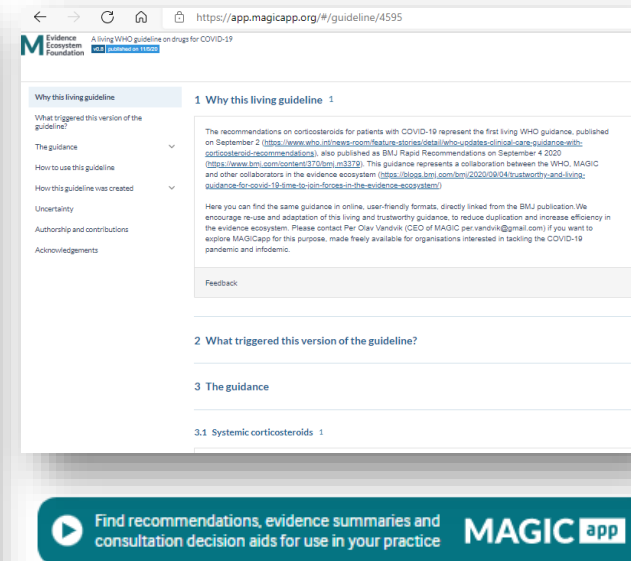 https://app.magicapp.org/#/guideline/4595
M Evidence Ecosystem Foundation
A living WHO guideline on drugs for COVID-19
v0.8 published on 11/9/20
Why this living guideline
What triggered this version of the
guideline?
The guidance
How to use this guideline
How this guideline was created
Uncertainty
Authorship and contributions
Acknowledgements
1 Why this living guideline 1
The recommendations on corticosteroids for patients with COVID-19 represent the first living WHO guidance, published
on September 2 (https://www.who.int/news-room/feature-stories/detail/who-updates-clinical-care-guidance-with-
corticosteroid-recommendations), also published as BMJ Rapid Recommendations on September 4 2020
(https://www.bmj.com/content/370/bmj.m3379). This guidance represents a collaboration between the WHO, MAGIC
and other collaborators in the evidence ecosystem (https://blogs.bmj.com/bmj/2020/09/04/trustworthy-and-living-
guidance-for-covid-19-time-to-join-forces-in-the-evidence-ecosystem/)
Here you can find the same guidance in online, user-friendly formats, directly linked from the BMJ publication.We
encourage re-use and adaptation of this living and trustworthy guidance, to reduce duplication and increase efficiency in
the evidence ecosystem. Please contact Per Olav Vandvik (CEO of MAGIC per.vandvik@gmail.com) if you want to
explore MAGICapp for this purpose, made freely available for organisations interested in tackling the COVID-19
pandemic and infodemic.
Feedback
2 What triggered this version of the guideline?
3 The guidance
3.1 Systemic corticosteroids 1
Find recommendations, evidence summaries and
consultation decision aids for use in your practice
MAGIC app